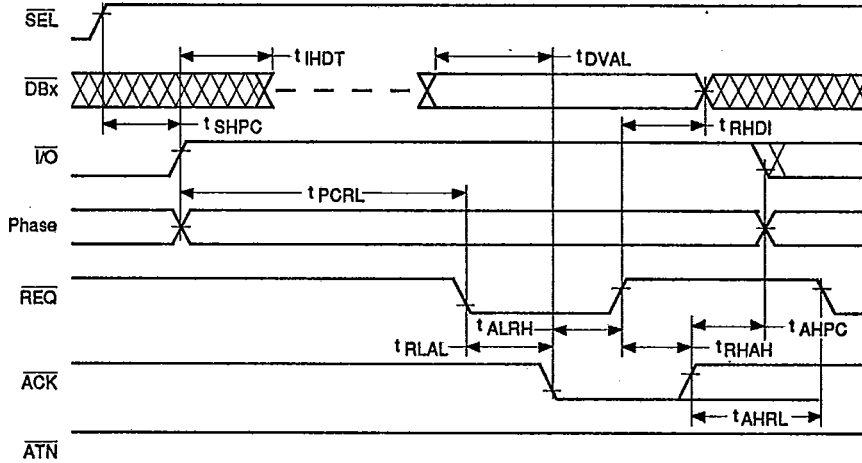 SEL
t IHDT
t DVAL
DBx
t SHPC
t RHDI
I/O
t PCRL
Phase
REQ
t ALRH
t AHPC
t RLAL
t RHAH
ACK
t AHRL
ATN